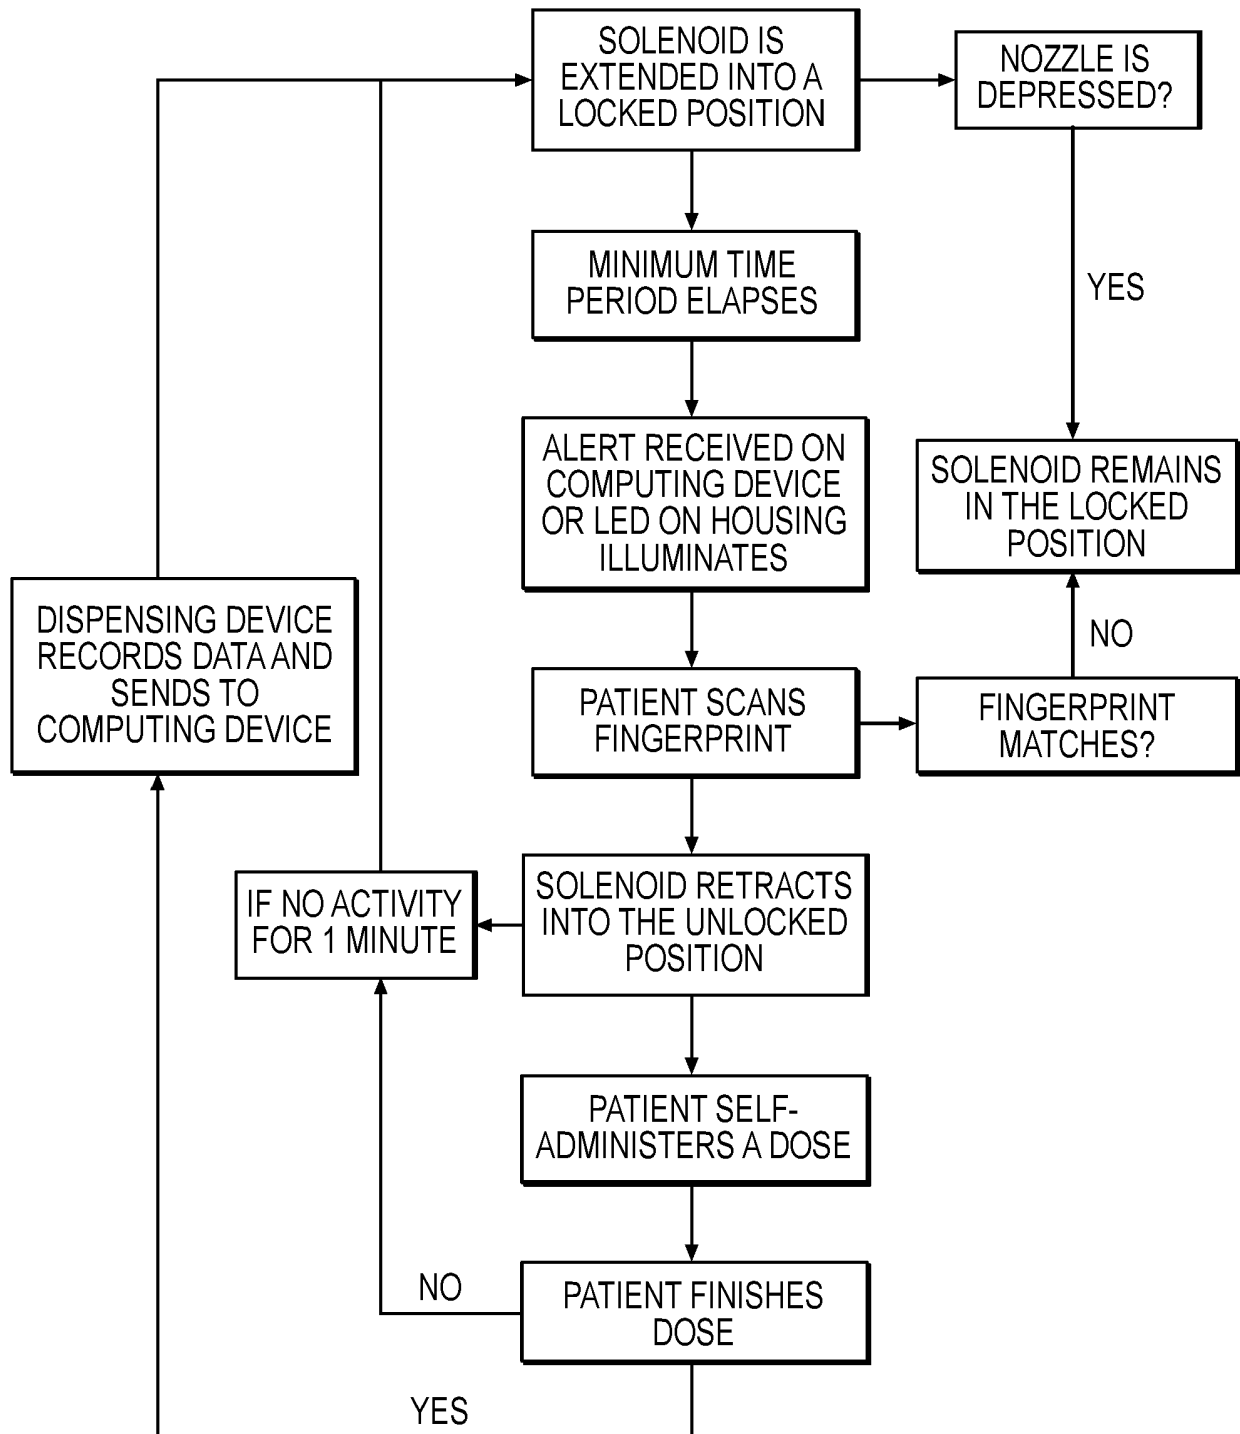 SOLENOID IS
EXTENDED INTO A
LOCKED POSITION
NOZZLE IS
DEPRESSED?
MINIMUM TIME
PERIOD ELAPSES
YES
ALERT RECEIVED ON
COMPUTING DEVICE
OR LED ON HOUSING
ILLUMINATES
SOLENOID REMAINS
IN THE LOCKED
POSITION
DISPENSING DEVICE
RECORDS DATA AND
SENDS TO
COMPUTING DEVICE
NO
PATIENT SCANS
FINGERPRINT
FINGERPRINT
MATCHES?
IF NO ACTIVITY
FOR 1 MINUTE
SOLENOID RETRACTS
INTO THE UNLOCKED
POSITION
PATIENT SELF-
ADMINISTERS A DOSE
NO
PATIENT FINISHES
DOSE
YES